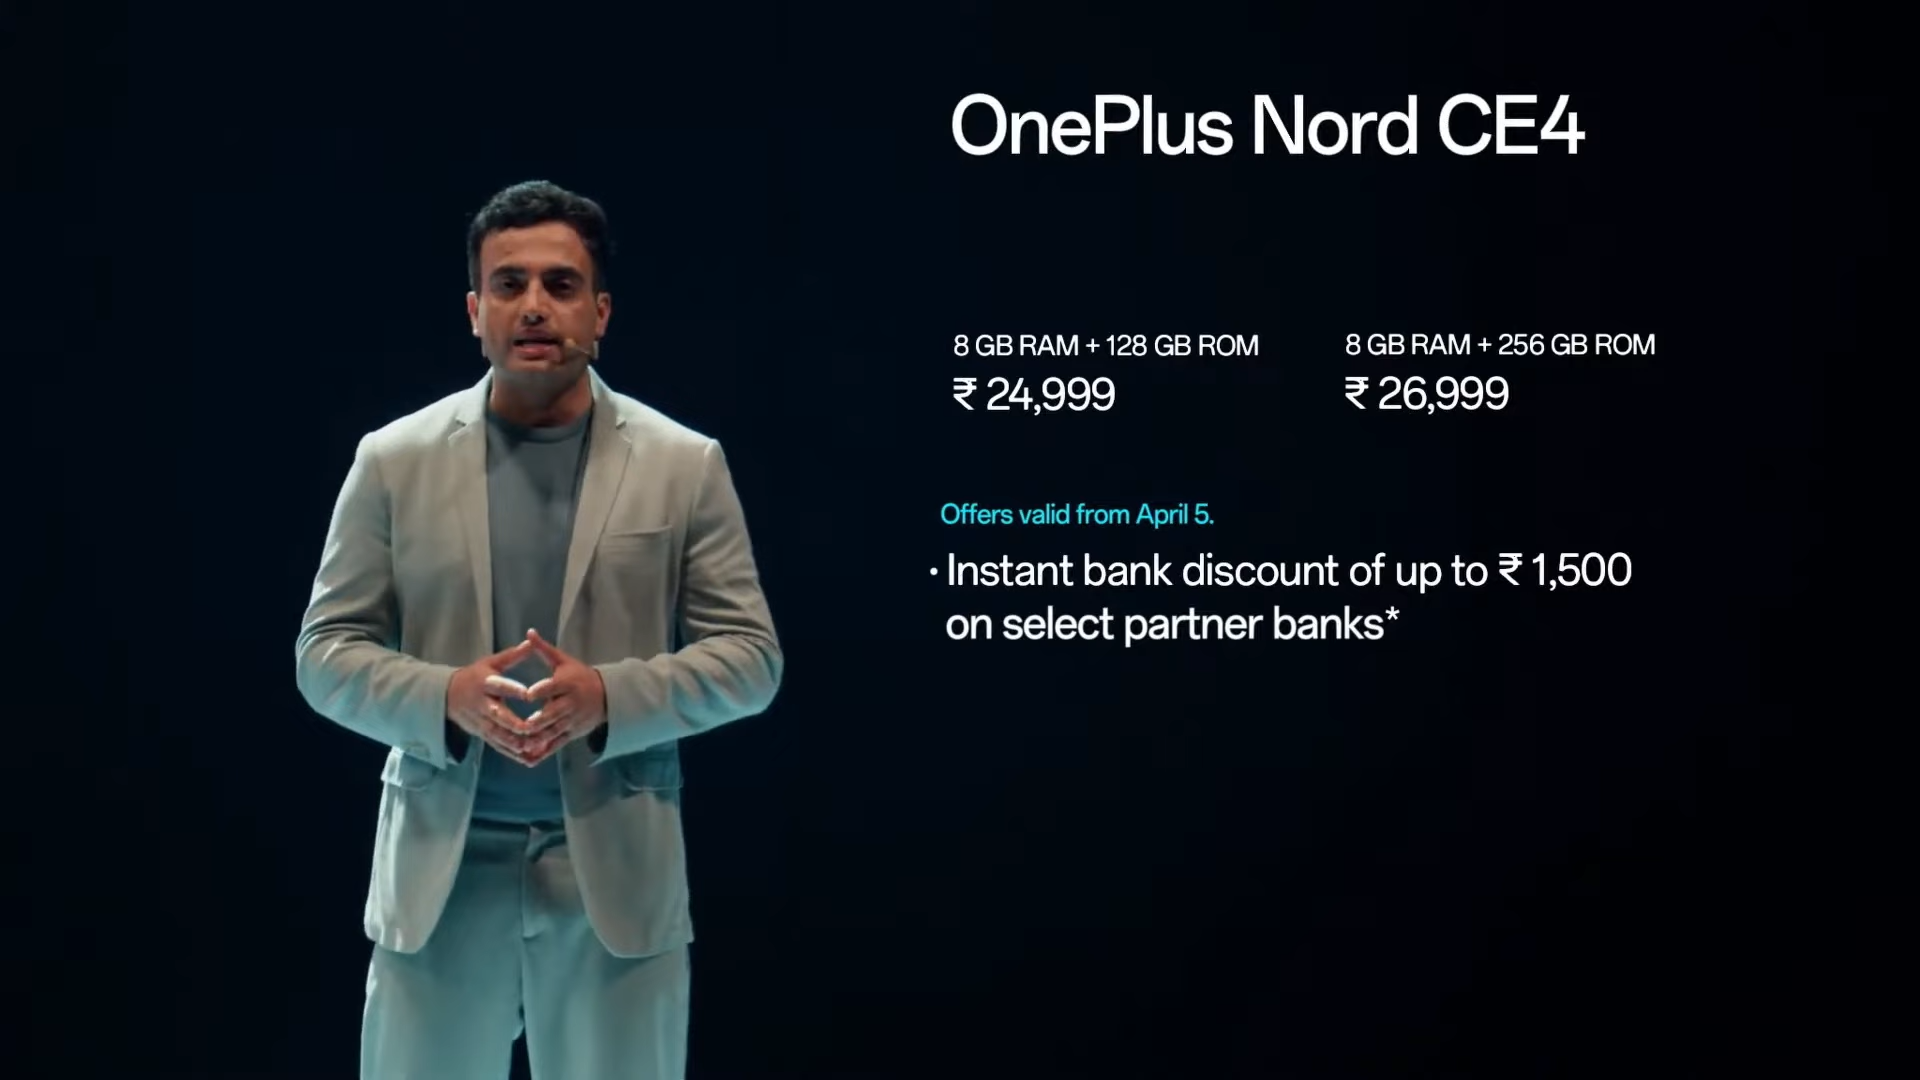 OnePlus Nord CE4
8 GB RAM + 128 GB ROM
₹ 24,999
8 GB RAM + 256 GB ROM
₹ 26,999
Offers valid from April 5.
· Instant bank discount of up to ₹ 1,500
on select partner banks*